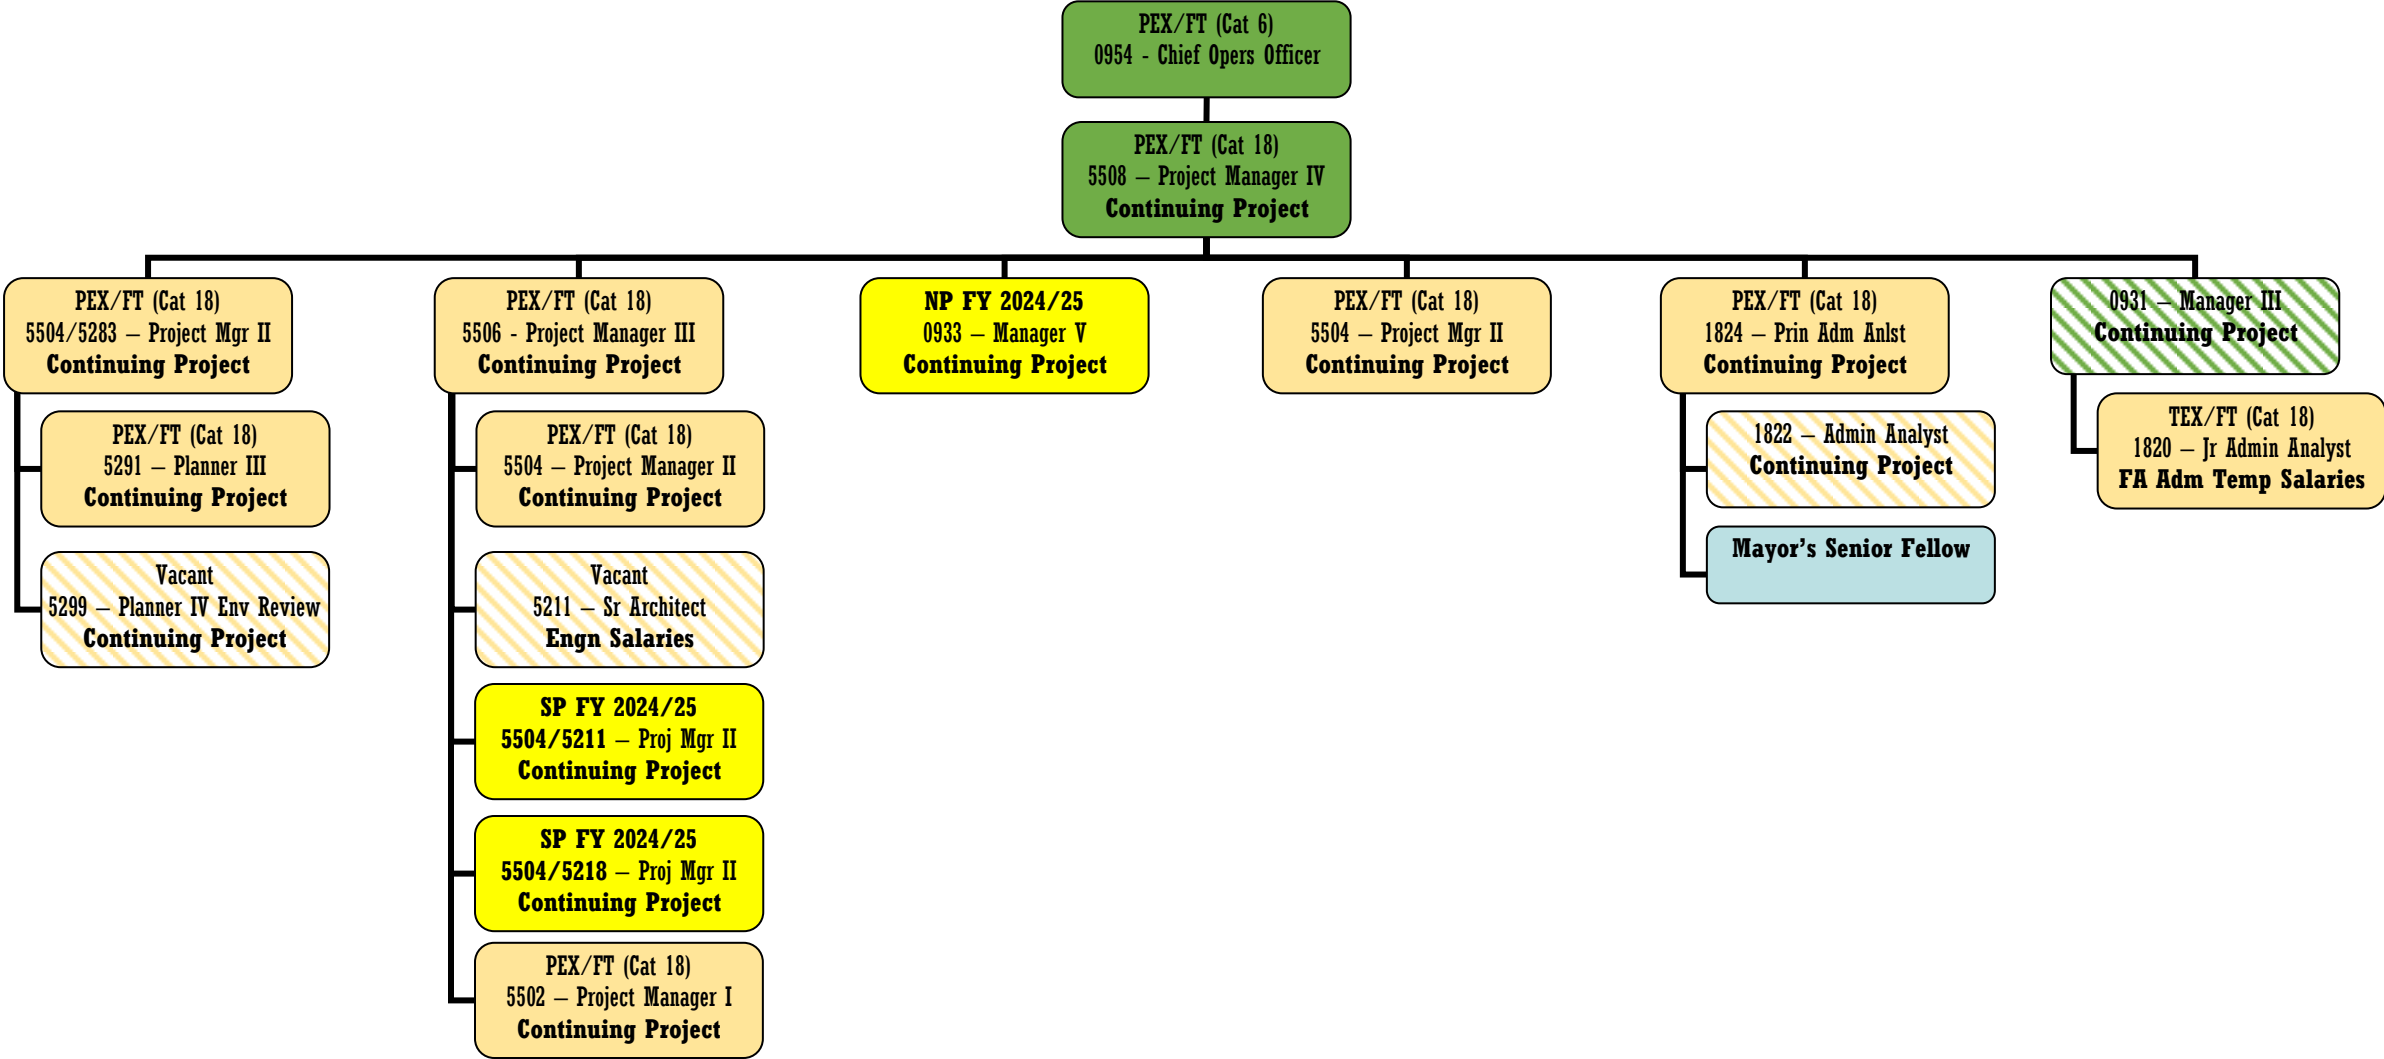 PEX/FT (Cat 6)
0954 - Chief Opers Officer
PEX/FT (Cat 18)
5508 – Project Manager IV
Continuing Project
PEX/FT (Cat 18)
5504/5283 – Project Mgr II
Continuing Project
PEX/FT (Cat 18)
5291 – Planner III
Continuing Project
Vacant
5299 – Planner IV Env Review
Continuing Project
PEX/FT (Cat 18)
5506 - Project Manager III
Continuing Project
PEX/FT (Cat 18)
5504 – Project Manager II
Continuing Project
Vacant
5211 – Sr Architect
Engn Salaries
SP FY 2024/25
5504/5211 – Proj Mgr II
Continuing Project
SP FY 2024/25
5504/5218 – Proj Mgr II
Continuing Project
PEX/FT (Cat 18)
5502 – Project Manager I
Continuing Project
NP FY 2024/25
0933 – Manager V
Continuing Project
PEX/FT (Cat 18)
5504 – Project Mgr II
Continuing Project
PEX/FT (Cat 18)
1824 – Prin Adm Anlst
Continuing Project
1822 – Admin Analyst
Continuing Project
Mayor’s Senior Fellow
0931 – Manager III
Continuing Project
TEX/FT (Cat 18)
1820 – Jr Admin Analyst
FA Adm Temp Salaries